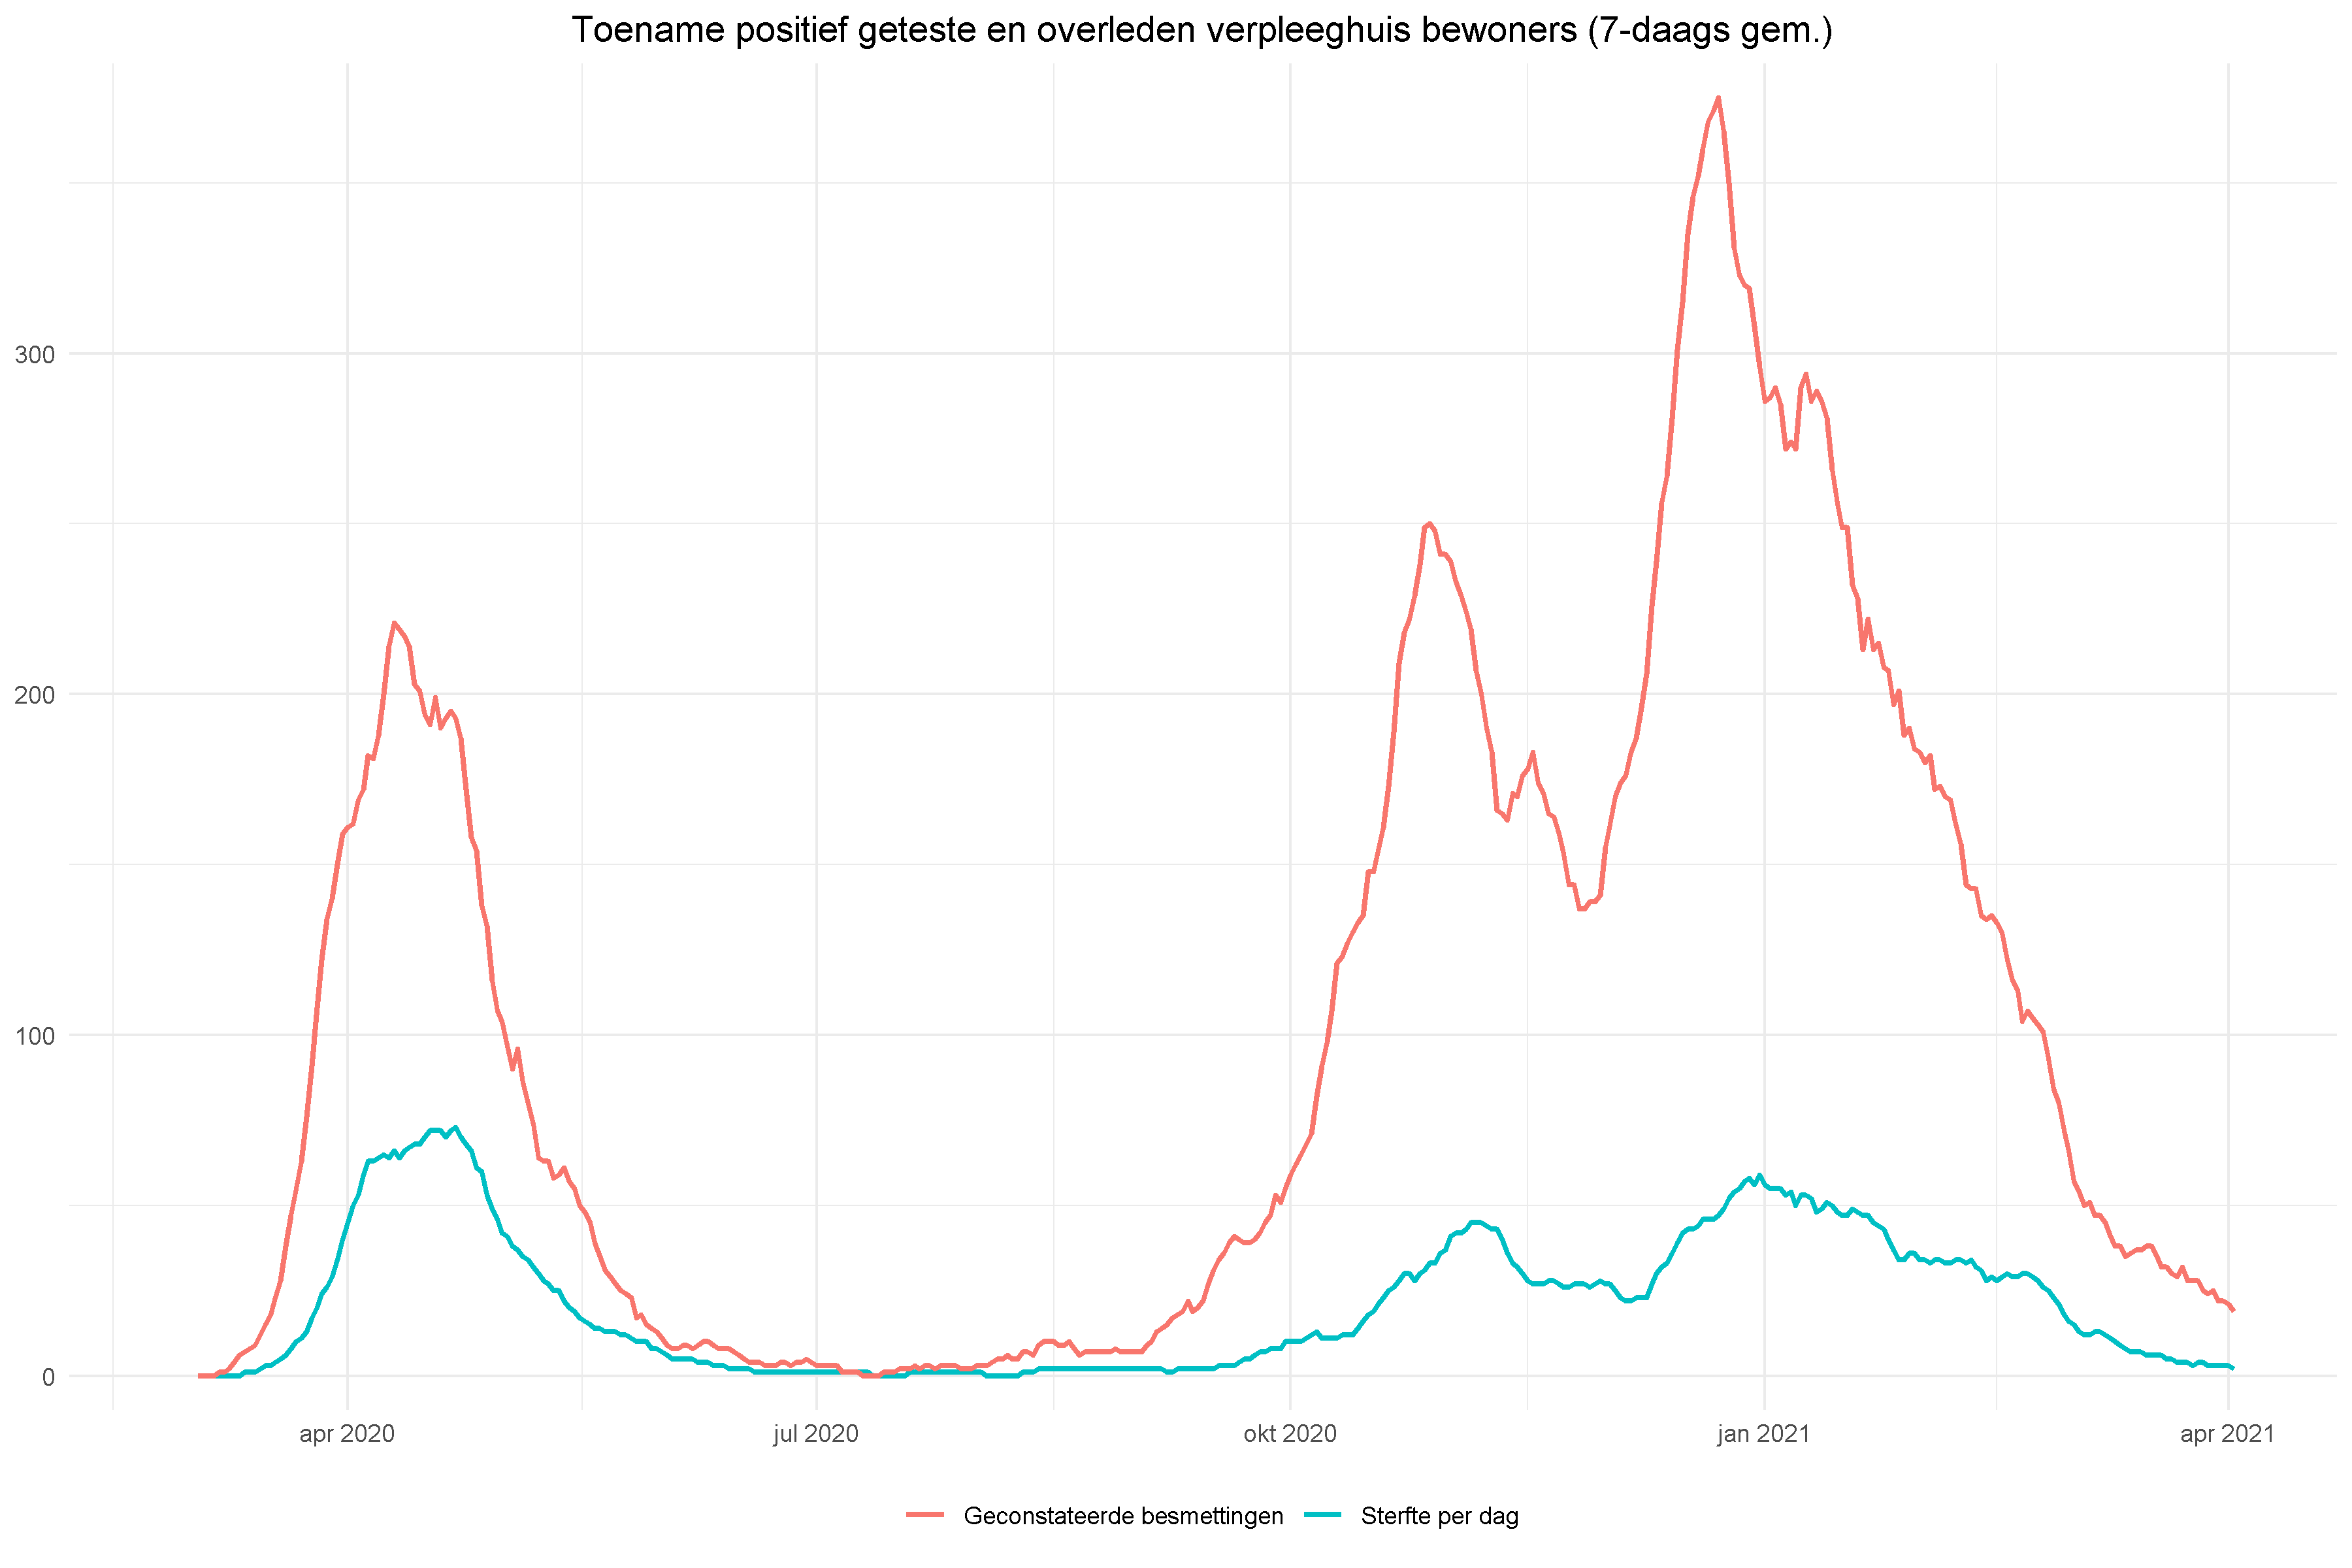 Toename positief geteste en overleden verpleeghuis bewoners (7-daags gem.)
300
200
100
0
apr 2020 jul 2020 okt 2020 jan 2021 apr 2021
Geconstateerde besmettingen Sterfte per dag